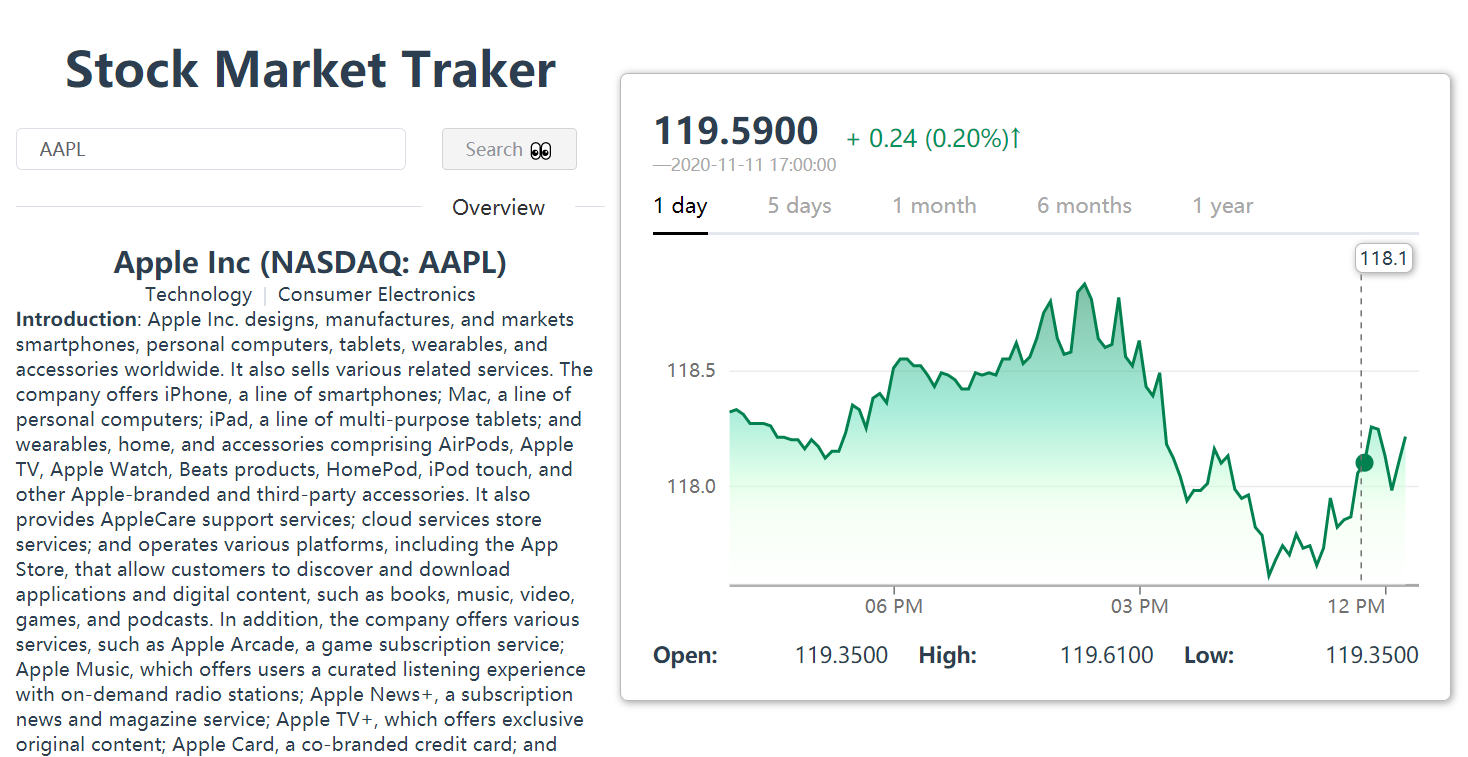 Stock Market Traker
AAPL
Search 👀
Overview
Apple Inc (NASDAQ: AAPL)
Technology | Consumer Electronics
Introduction: Apple Inc. designs, manufactures, and markets
smartphones, personal computers, tablets, wearables, and
accessories worldwide. It also sells various related services. The
company offers iPhone, a line of smartphones; Mac, a line of
personal computers; iPad, a line of multi-purpose tablets; and
wearables, home, and accessories comprising AirPods, Apple
TV, Apple Watch, Beats products, HomePod, iPod touch, and
other Apple-branded and third-party accessories. It also
provides AppleCare support services; cloud services store
services; and operates various platforms, including the App
Store, that allow customers to discover and download
applications and digital content, such as books, music, video,
games, and podcasts. In addition, the company offers various
services, such as Apple Arcade, a game subscription service;
Apple Music, which offers users a curated listening experience
with on-demand radio stations; Apple News+, a subscription
news and magazine service; Apple TV+, which offers exclusive
original content; Apple Card, a co-branded credit card; and
119.5900 + 0.24 (0.20%)↑
—2020-11-11 17:00:00
1 day 5 days 1 month 6 months 1 year
118.1
118.5
118.0
06 PM 03 PM 12 PM
Open: 119.3500 High: 119.6100 Low: 119.3500